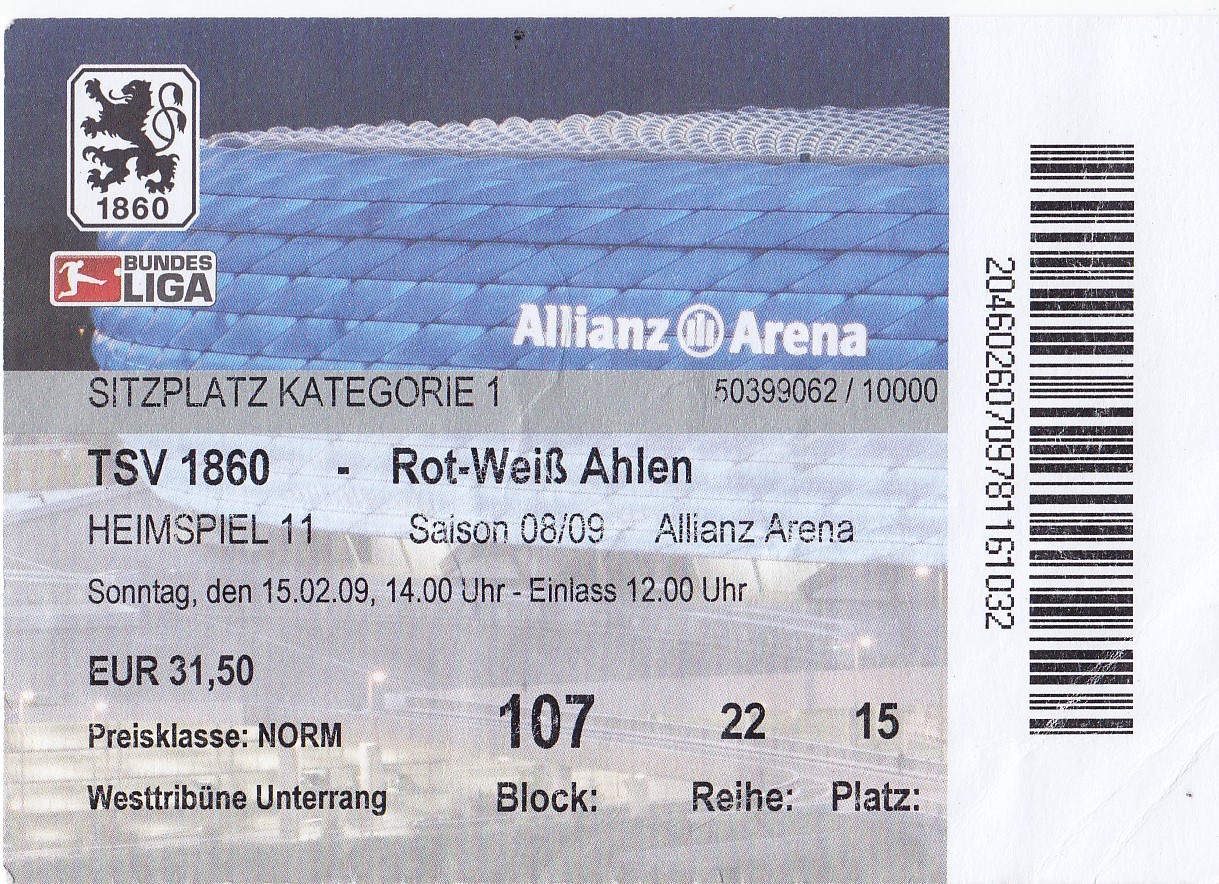 1860
BUNDES
LIGA
Allianz Arena
SITZPLATZ KATEGORIE 1 50399062 / 10000
TSV 1860 - Rot-Weiß Ahlen
HEIMSPIEL 11 Saison 08/09 Allianz Arena
Sonntag, den 15.02.09, 14.00 Uhr - Einlass 12.00 Uhr
EUR 31,50
Preisklasse: NORM 107 22 15
Westtribüne Unterrang Block: Reihe: Platz:
2046026070978116103​2